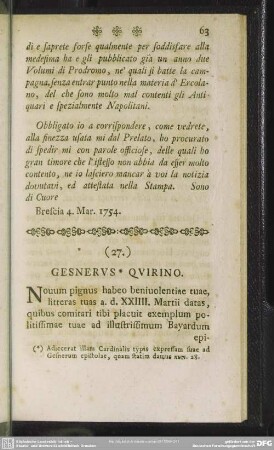 63
di e saprete forse qualmente per soddisfare alla
medesima ha egli pubblicato gia un anno due
Volumi di Prodromo, ne' quali si batte la cam-
pagna, senza entrar punto nella materia d' Ercola-
no, del che sono molto mal contenti gli Anti-
quari e spezialmente Napolitani.
Obbligato io a corrispondere, come vedrete,
alla finezza usata mi dal Prelato, ho procurato
di spedir mi con parole officiose, delle quali ho
gran timore che l'istesso non abbia da esser molto
contento, ne io lasciero mancar à voi la notizia
dovutavi, ed attestata nella Stampa. Sono
di Cuore
Brescia 4. Mar. 1754.
(27.)
GESNERVS * QVIRINO.
Nouum pignus habeo beniuolentiae tuae,
litteras tuas a. d. XXIIII. Martii datas,
quibus comitari tibi placuit exemplum po-
litissimae tuae ad illustrissimum Bayardum
epi-
(*) Adiecerat illam Cardinalis typis expressam suae ad
Gesnerum epistolae, quam statim damus num. 28.